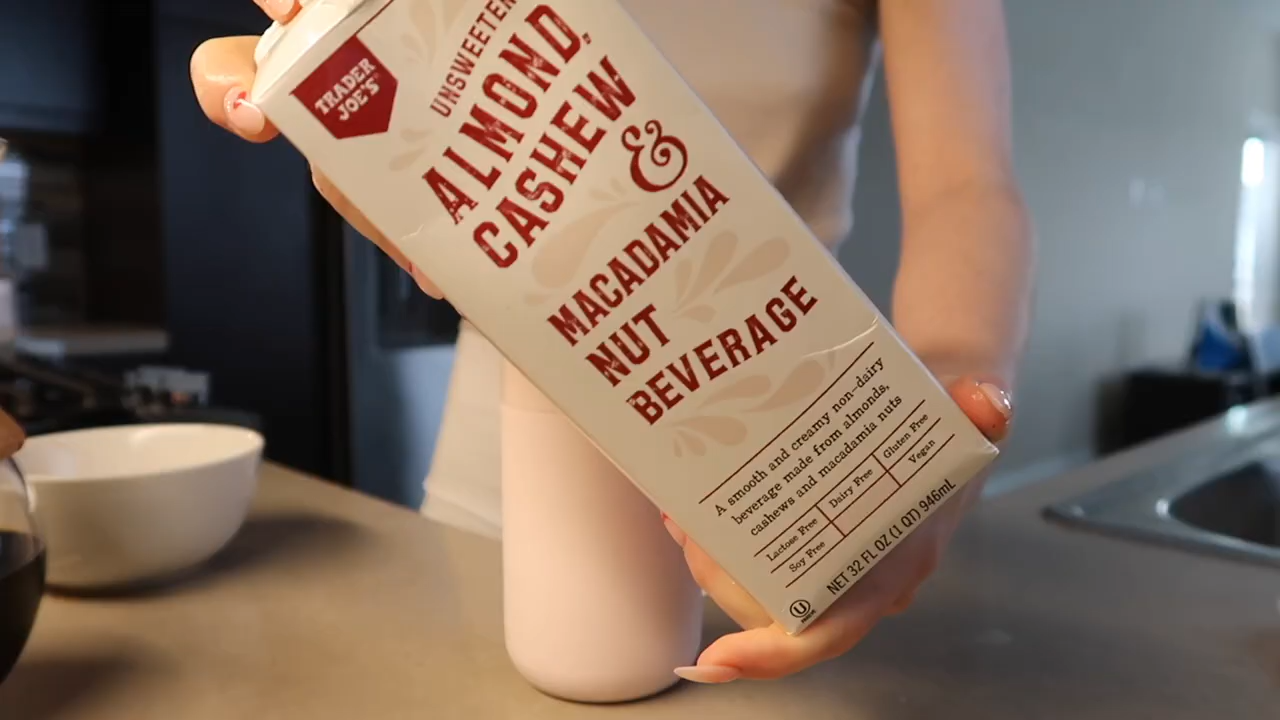 TRADER
JOE'S
UNSWEETEN
ALMOND,
CASHEW
&
MACADAMIA
NUT
BEVERAGE
A smooth and creamy non-dairy
beverage made from almonds,
cashews and macadamia nuts
Lactose Free Dairy Free Gluten Free
Soy Free Vegan
NET 32 FL OZ (1 QT) 946mL
U